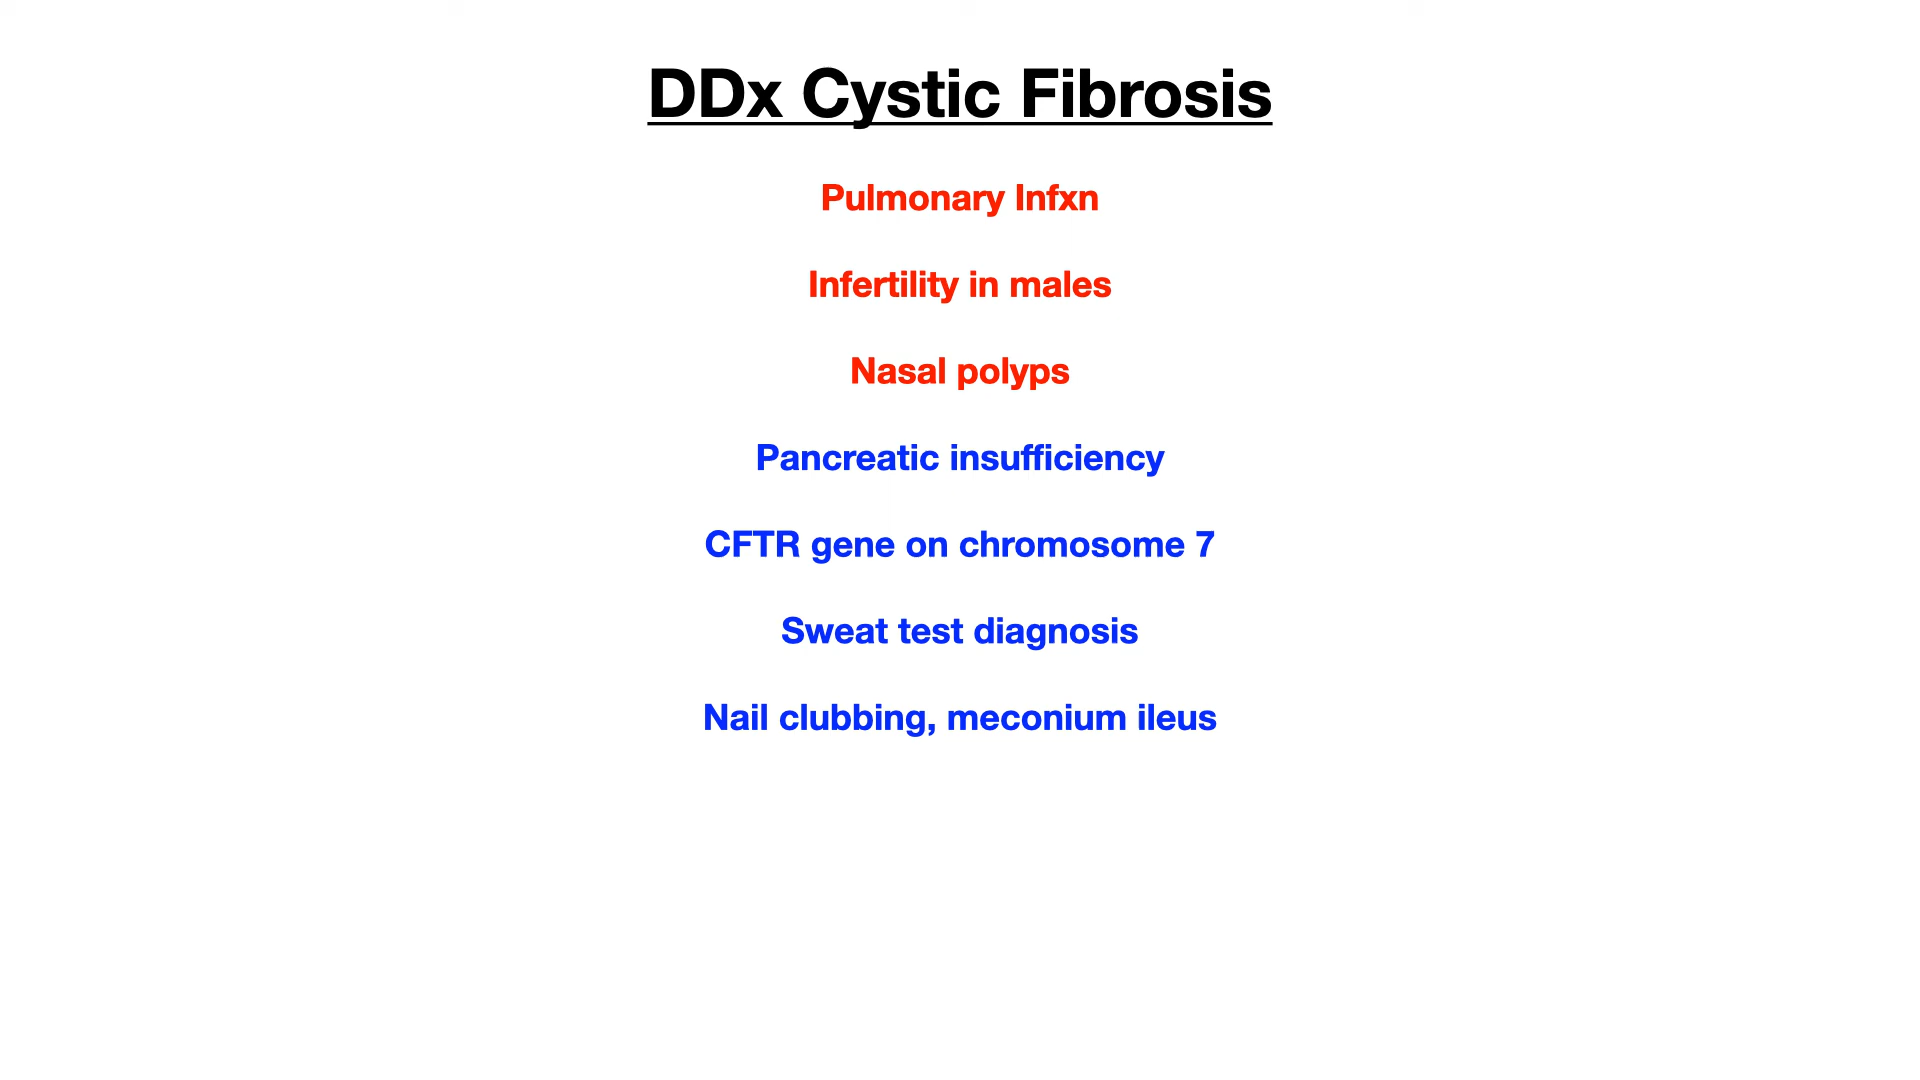 DDx Cystic Fibrosis
Pulmonary Infxn
Infertility in males
Nasal polyps
Pancreatic insufficiency
CFTR gene on chromosome 7
Sweat test diagnosis
Nail clubbing, meconium ileus